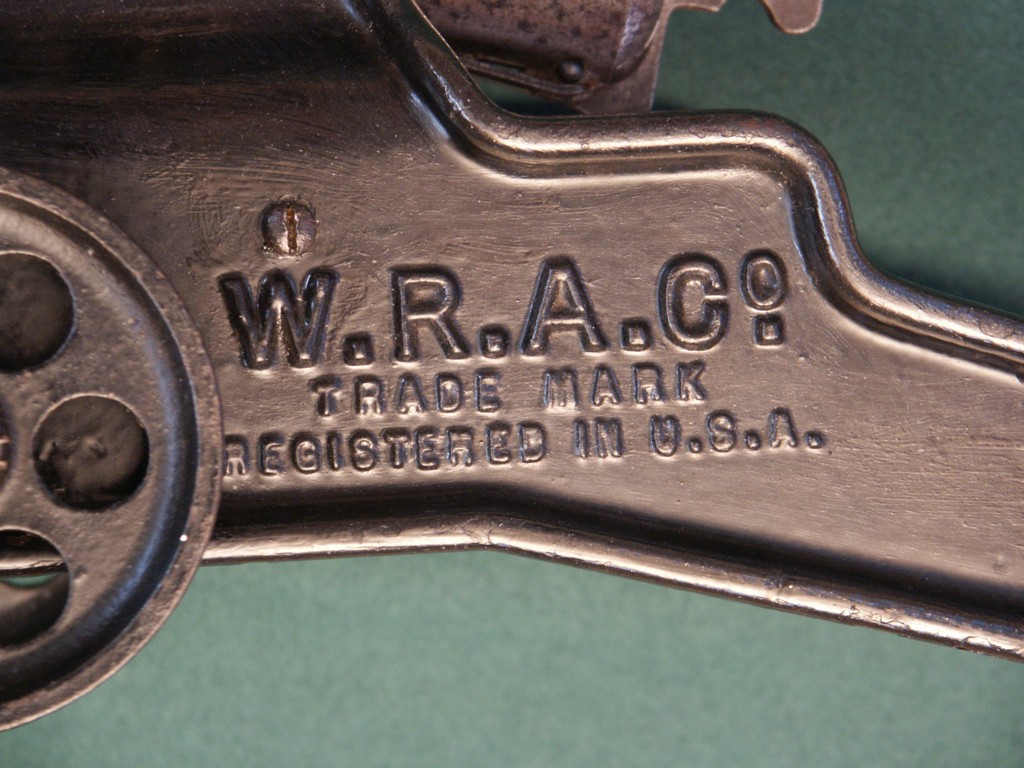 W.R.A.Cº.
TRADE MARK
REGISTERED IN U.S.A.